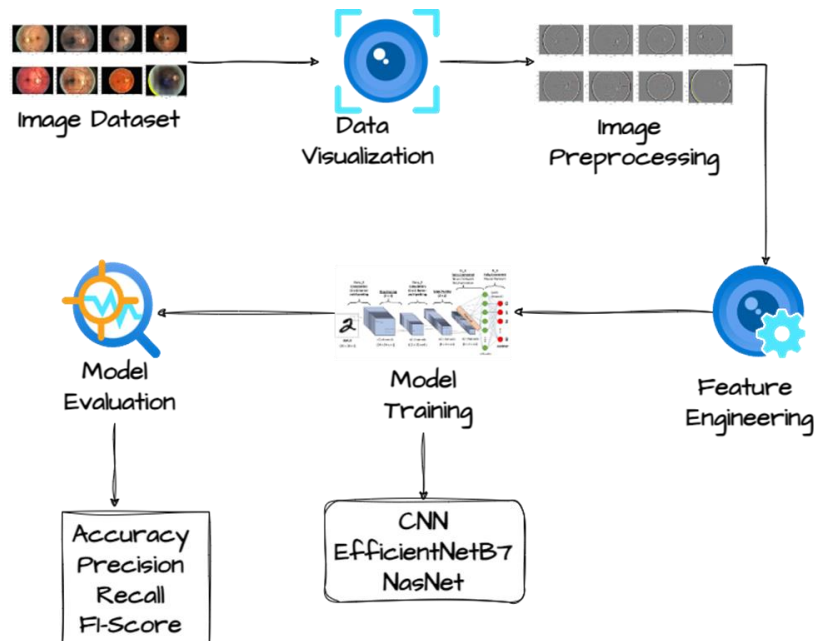 Image Dataset
Data
Visualization
Image
Preprocessing
Feature
Engineering
Model
Training
Model
Evaluation
2
CNN
EfficientNetB7
NasNet
Accuracy
Precision
Recall
F1-Score